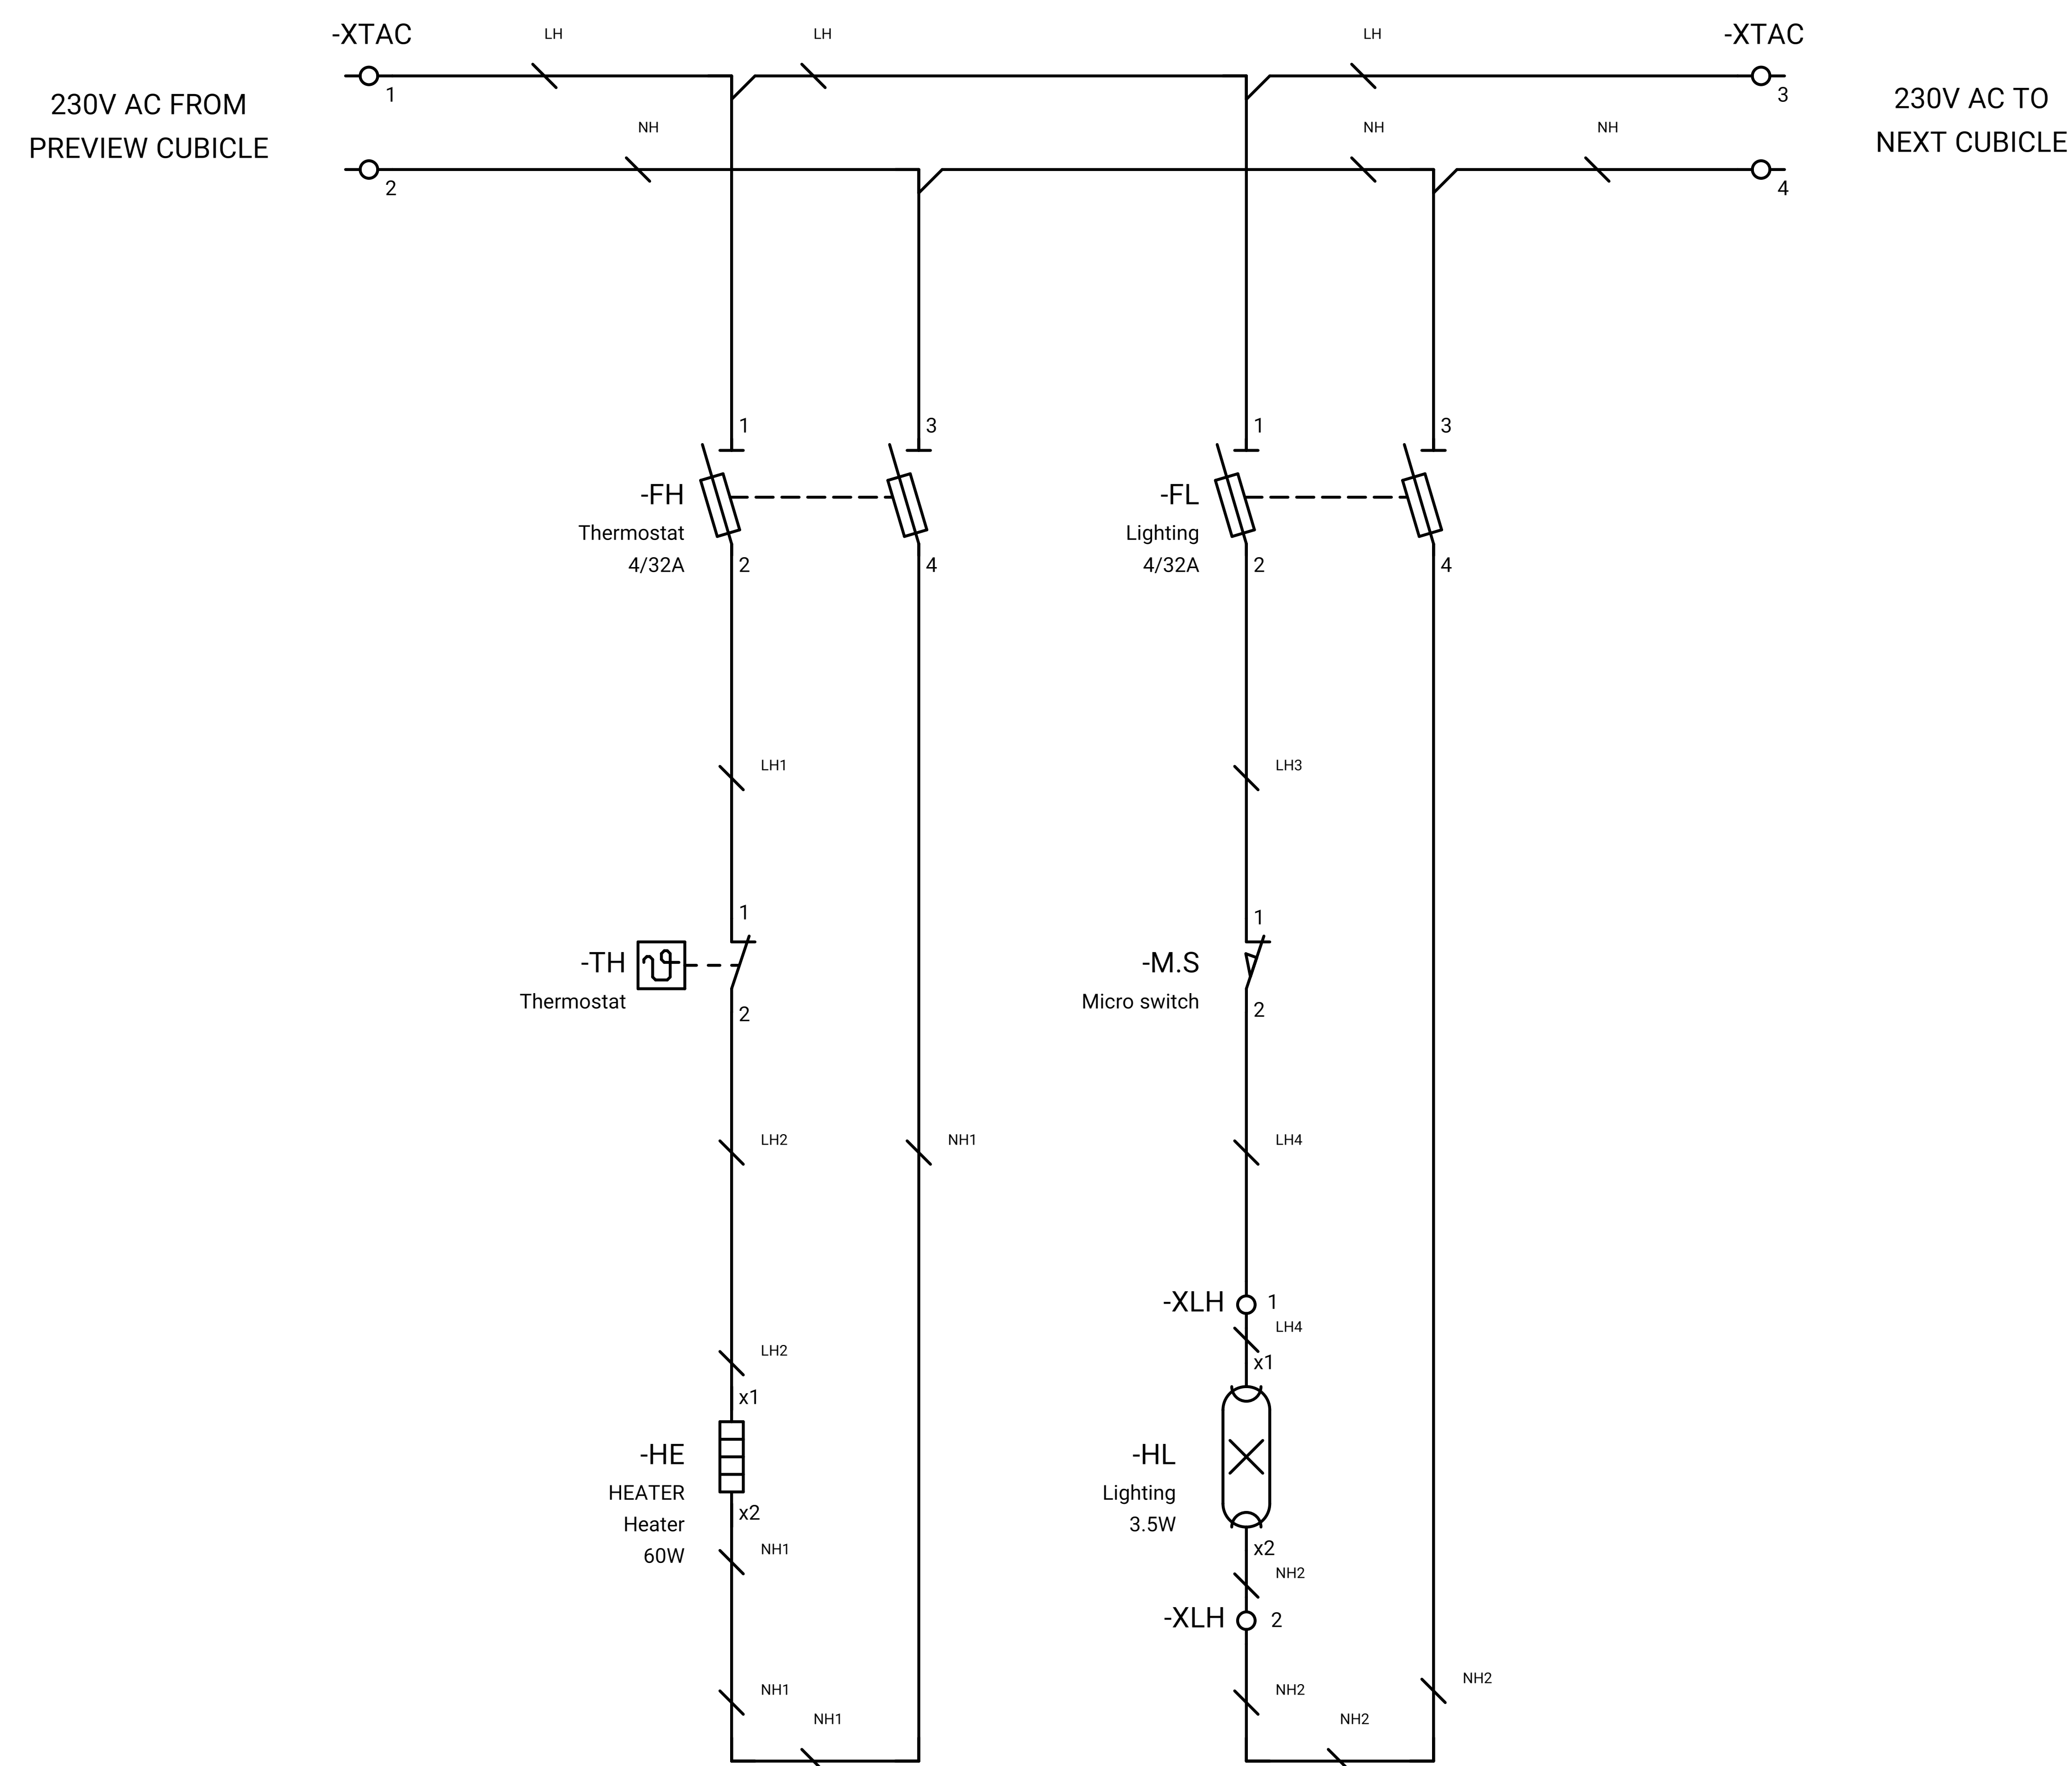 -XTAC
LH
LH
LH
-XTAC
1
3
230V AC FROM
PREVIEW CUBICLE
230V AC TO
NEXT CUBICLE
NH
NH
NH
2
4
1
3
1
3
-FH
Thermostat
4/32A
-FL
Lighting
4/32A
2
4
2
4
LH1
LH3
1
1
-TH
Thermostat
-M.S
Micro switch
2
2
LH2
NH1
LH4
-XLH
1
LH4
LH2
x1
x1
-HE
HEATER
Heater
60W
-HL
Lighting
3.5W
x2
x2
NH1
NH2
-XLH
2
NH1
NH2
NH2
NH1
NH2